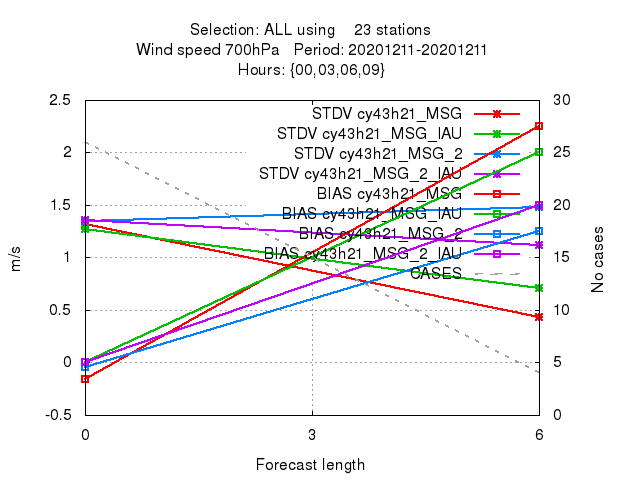 Selection: ALL using 23 stations
Wind speed 700hPa Period: 20201211-20201211
Hours: {00,03,06,09}
2.5
2
1.5
1
0.5
0
-0.5
30
25
20
15
10
5
0
STDV cy43h21_MSG
STDV cy43h21_MSG_IAU
STDV cy43h21_MSG_2
STDV cy43h21_MSG_2_IAU
BIAS cy43h21_MSG
BIAS cy43h21_MSG_IAU
BIAS cy43h21_MSG_2
BIAS cy43h21_MSG_2_IAU
CASES
m/s
No cases
0 3 6
Forecast length